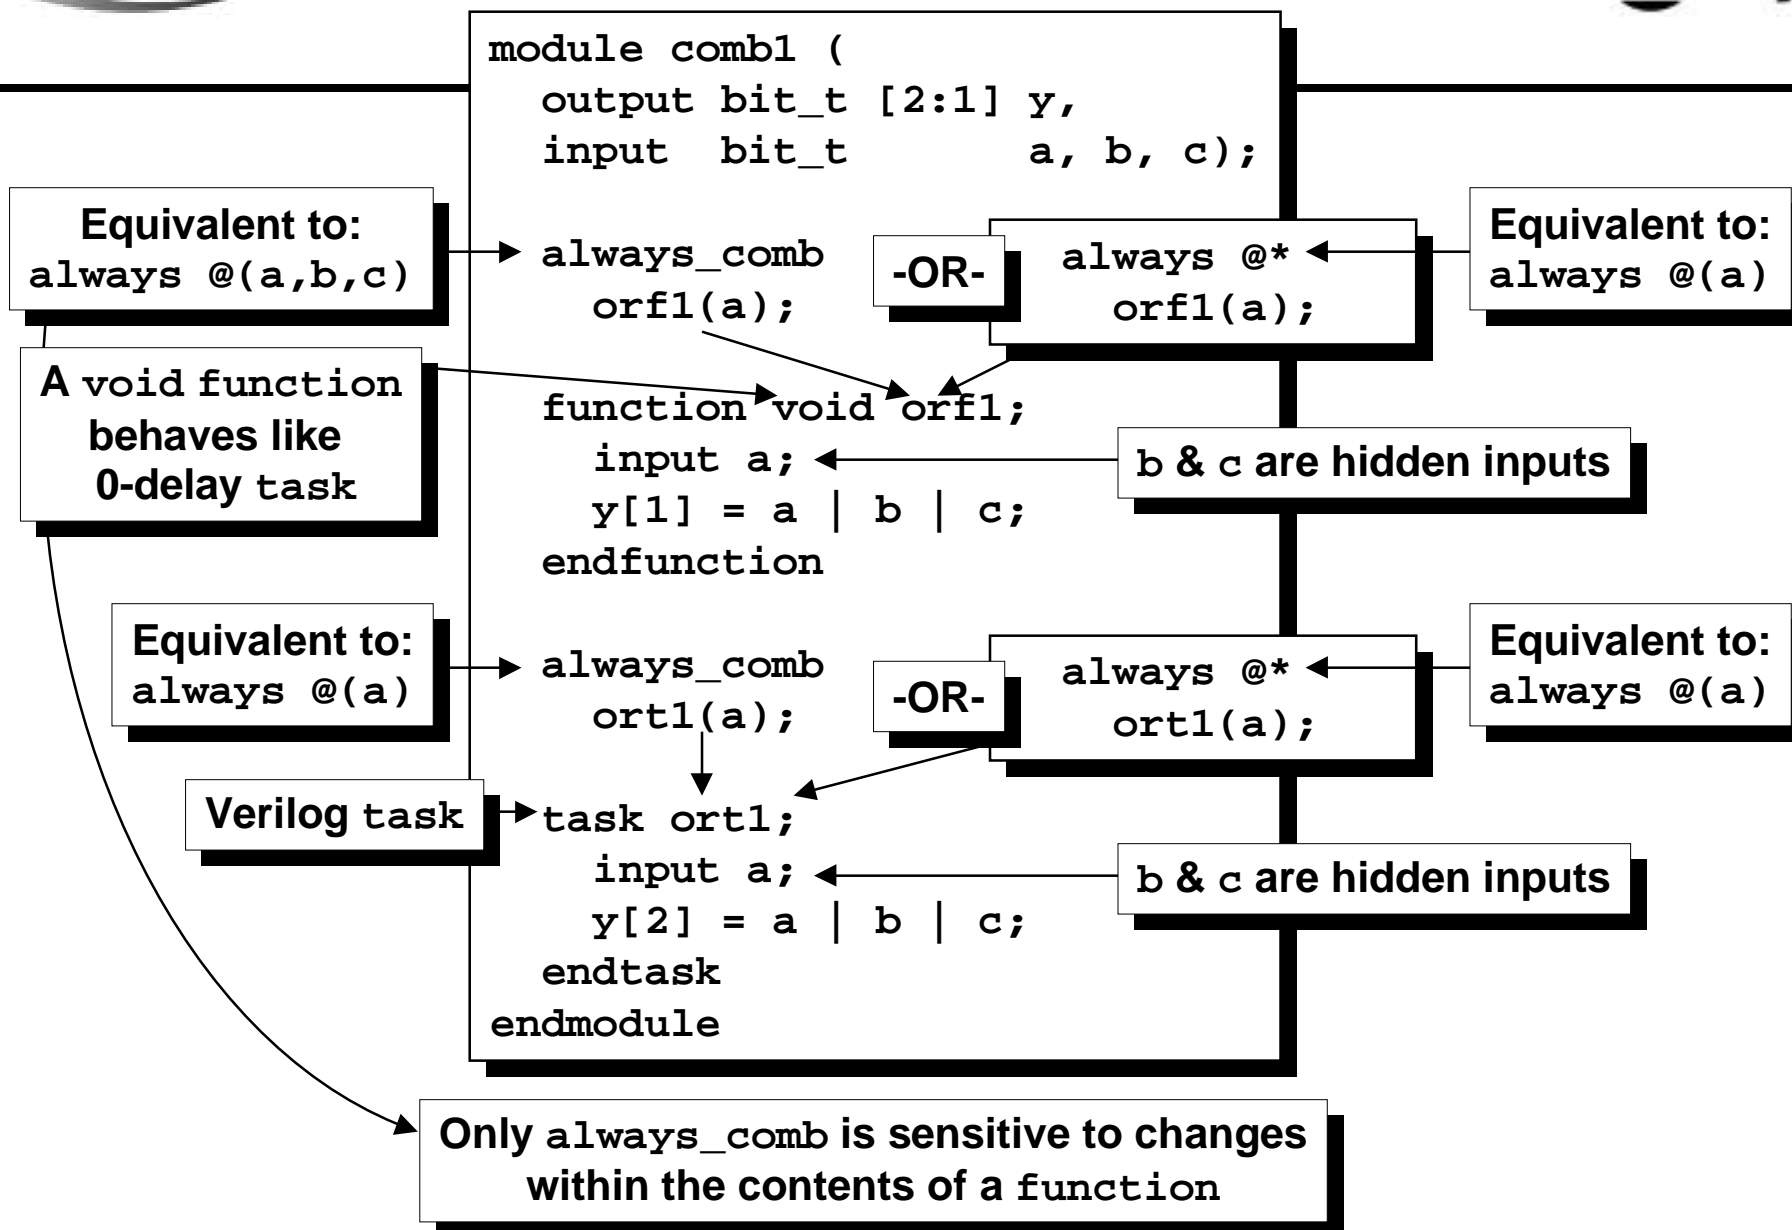 module comb1 (
output bit_t [2:1] y,
input bit_t a, b, c);
Equivalent to:
always @(a,b,c)
always_comb
orf1(a);
-OR-
always @*
orf1(a);
Equivalent to:
always @(a)
A void function
behaves like
0-delay task
function void orf1;
input a;
y[1] = a | b | c;
endfunction
b & c are hidden inputs
Equivalent to:
always @(a)
always_comb
ort1(a);
-OR-
always @*
ort1(a);
Equivalent to:
always @(a)
Verilog task
task ort1;
input a;
y[2] = a | b | c;
endtask
endmodule
b & c are hidden inputs
Only always_comb is sensitive to changes
within the contents of a function